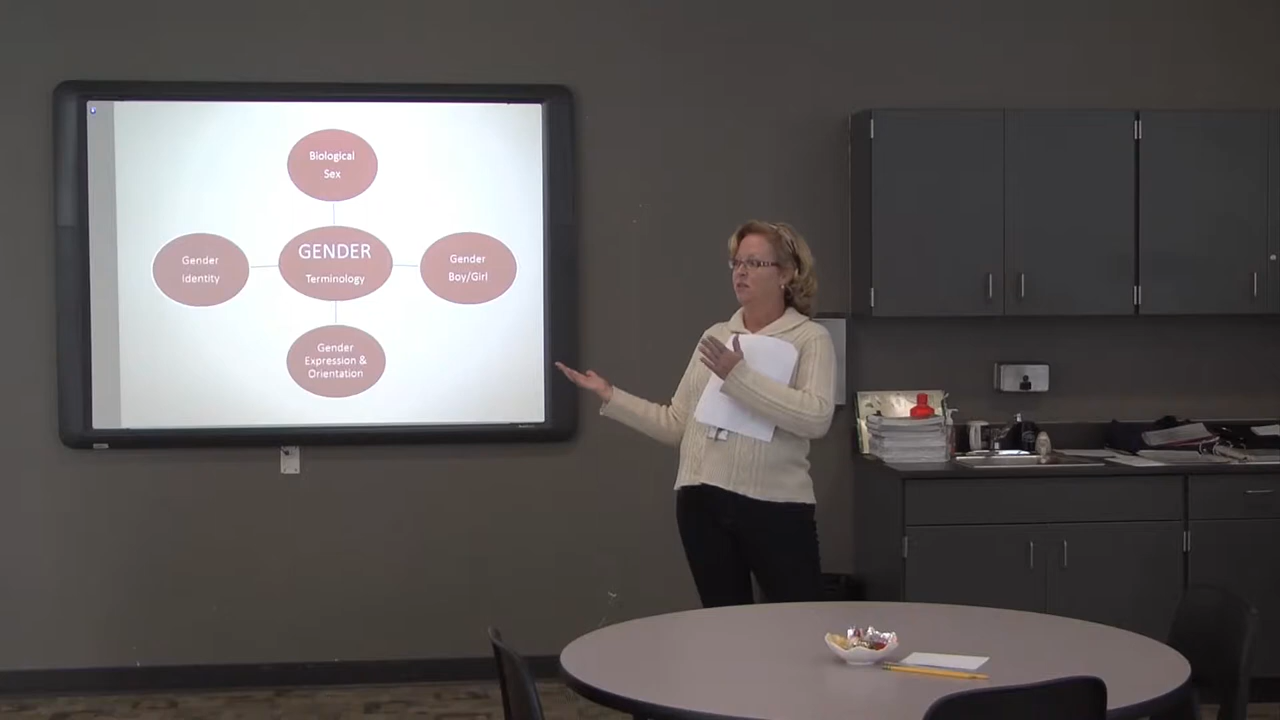 Biological
Sex
Gender
Identity
GENDER
Terminology
Gender
Boy/Girl
Gender
Expression &
Orientation